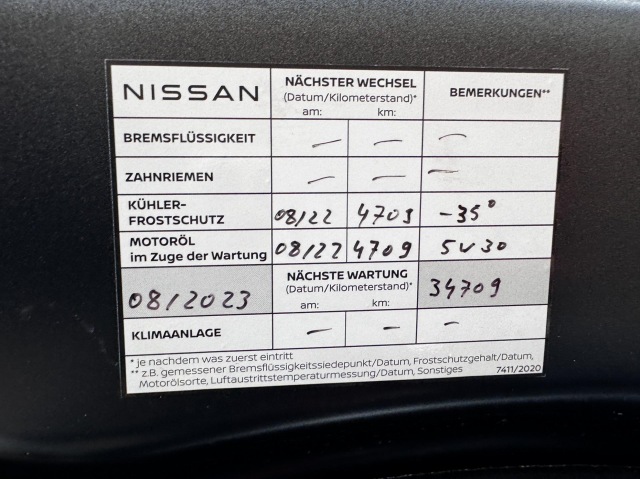 NISSAN
NÄCHSTER WECHSEL
(Datum/Kilometerstand)*
am: km:
BEMERKUNGEN**
BREMSFLÜSSIGKEIT — — —
ZAHNRIEMEN — — —
KÜHLER-
FROSTSCHUTZ 08/22 4709 -35°
MOTORÖL
im Zuge der Wartung 08/22 4709 5W30
NÄCHSTE WARTUNG
(Datum/Kilometerstand)*
am: km:
08/2023 34709
KLIMAANLAGE — — —
* je nachdem was zuerst eintritt
** z.B. gemessener Bremsflüssigkeitssiedepunkt/Datum, Frostschutzgehalt/Datum,
Motorölsorte, Luftaustrittstemperaturmessung/Datum, Sonstiges 7411/2020